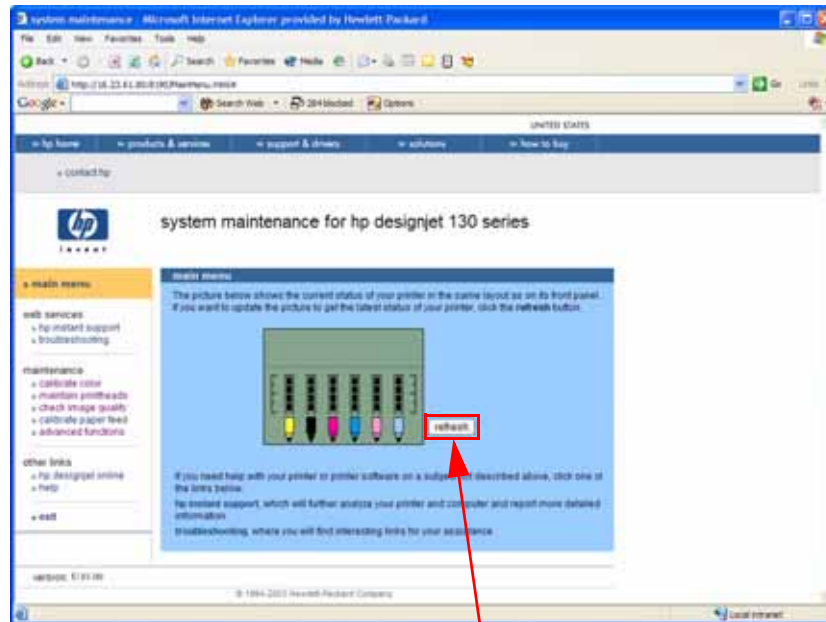 system maintenance - Microsoft Internet Explorer provided by Hewlett-Packard
File Edit View Favorites Tools Help
Back Search Favorites Media
Go Links
Google Search Web 284 blocked Options
UNITED STATES
» hp home » products & services » support & drivers » solutions » how to buy
» contact hp
hp
invent
system maintenance for hp designjet 130 series
» main menu
web services
» hp instant support
» troubleshooting
maintenance
» calibrate color
» maintain printheads
» check image quality
» calibrate paper feed
» advanced functions
other links
» hp designjet online
» help
» exit
version:
main menu
The picture below shows the current status of your printer in the same layout as on its front panel.
If you want to update the picture to get the latest status of your printer, click the refresh button.
refresh
If you need help with your printer or printer software on a subject not described above, click one of
the links below.
hp instant support, which will further analyze your printer and computer and report more detailed
information.
troubleshooting, where you will find interesting links for your assistance.
© 1994-2003 Hewlett-Packard Company
Local intranet